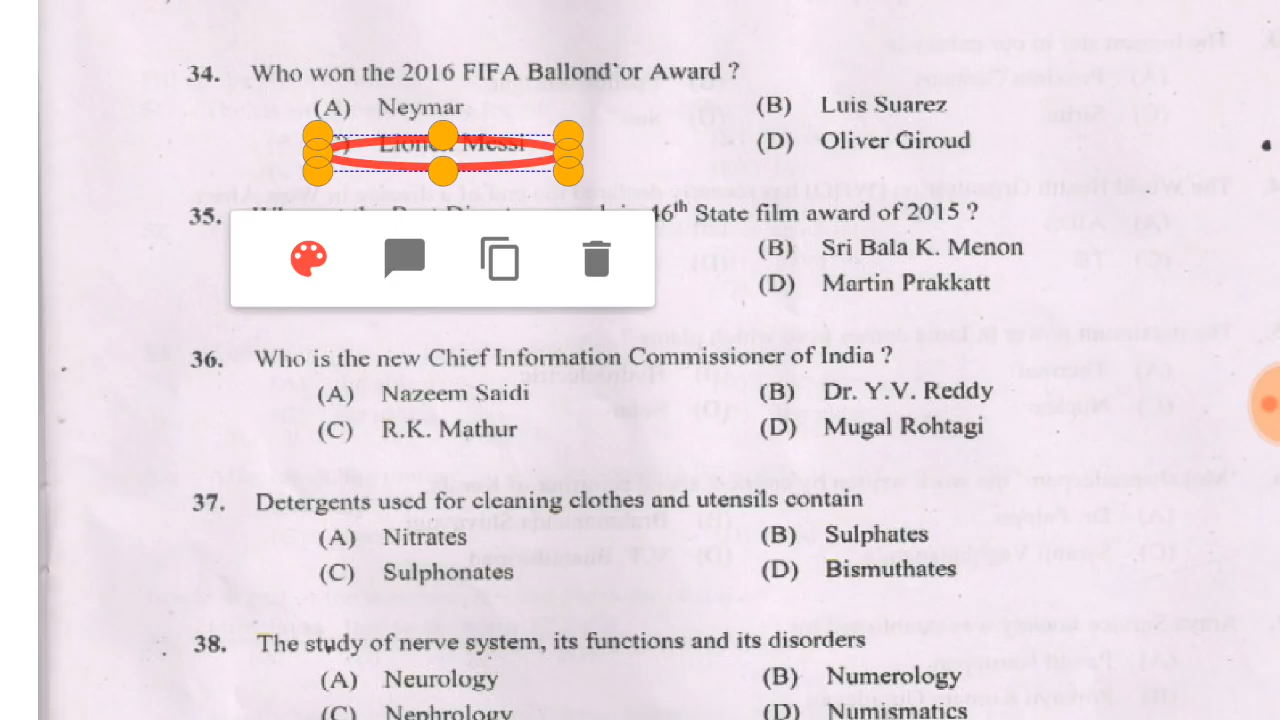 34. Who won the 2016 FIFA Ballond'or Award ?
(A) Neymar (B) Luis Suarez
Lionel Messi (D) Oliver Giroud
35. 46th State film award of 2015 ?
(B) Sri Bala K. Menon
(D) Martin Prakkatt
36. Who is the new Chief Information Commissioner of India ?
(A) Nazeem Saidi (B) Dr. Y.V. Reddy
(C) R.K. Mathur (D) Mugal Rohtagi
37. Detergents used for cleaning clothes and utensils contain
(A) Nitrates (B) Sulphates
(C) Sulphonates (D) Bismuthates
38. The study of nerve system, its functions and its disorders
(A) Neurology (B) Numerology
(C) Nephrology (D) Numismatics